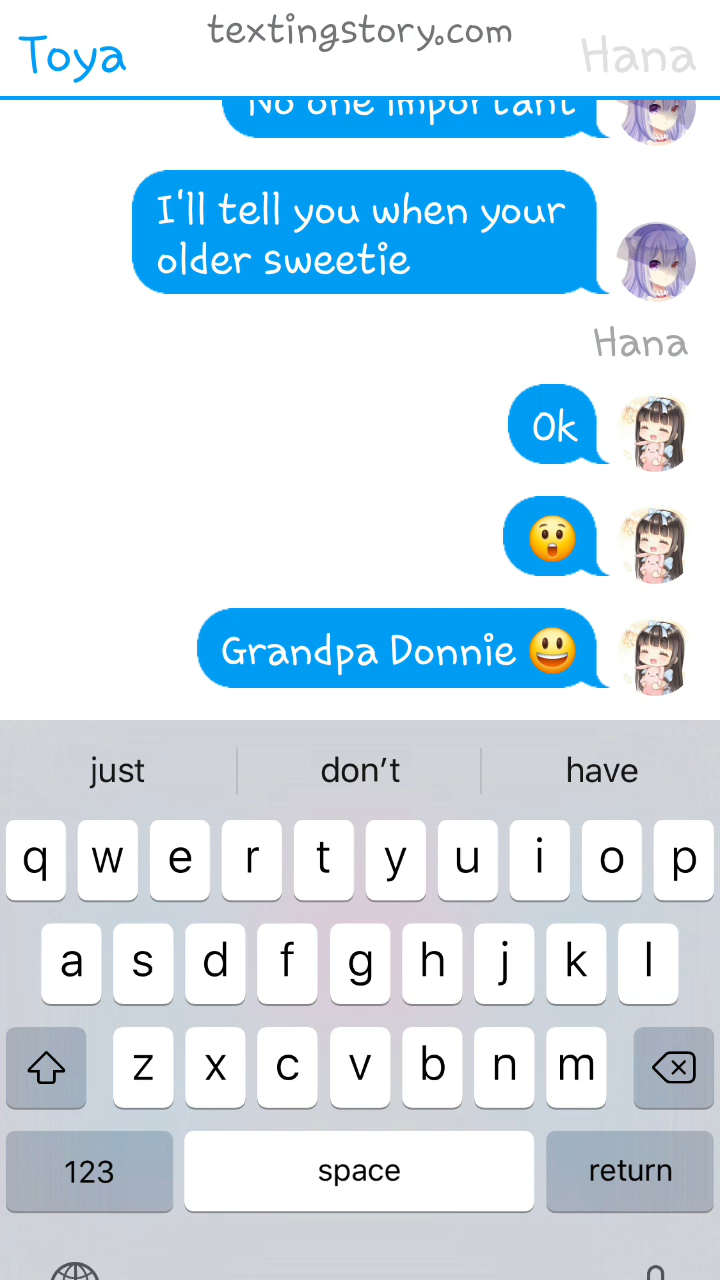 textingstory.com
Toya
Hana
No one important
I'll tell you when your
older sweetie
Hana
Ok
😲
Grandpa Donnie 😃
just don't have
q w e r t y u i o p
a s d f g h j k l
z x c v b n m
123 space return